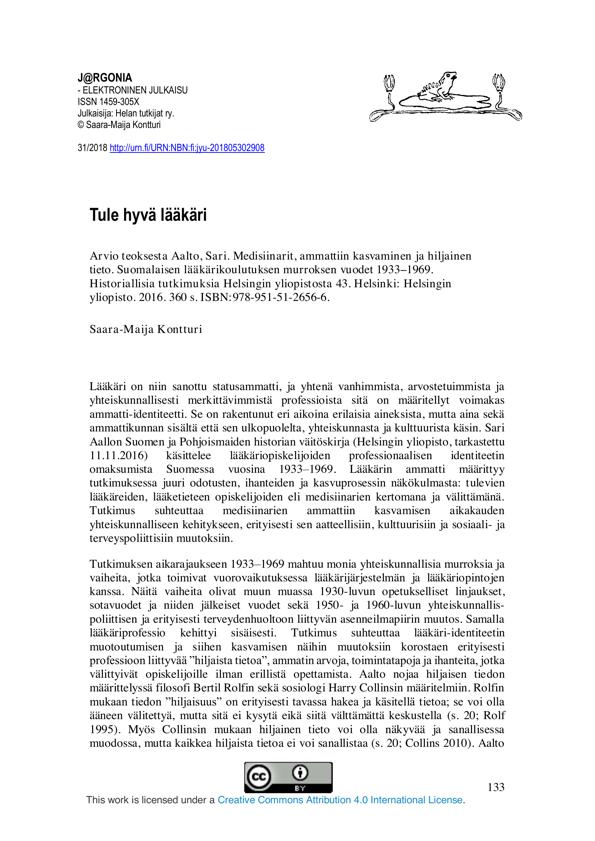 J@RGONIA
- ELEKTRONINEN JULKAISU
ISSN 1459-305X
Julkaisija: Helan tutkijat ry.
© Saara-Maija Kontturi
31/2018 http://urn.fi/URN:NBN:fi:jyu-201805302908
Tule hyvä lääkäri
Arvio teoksesta Aalto, Sari. Medisiinarit, ammattiin kasvaminen ja hiljainen
tieto. Suomalaisen lääkärikoulutuksen murroksen vuodet 1933–1969.
Historiallisia tutkimuksia Helsingin yliopistosta 43. Helsinki: Helsingin
yliopisto. 2016. 360 s. ISBN:978-951-51-2656-6.
Saara-Maija Kontturi
Lääkäri on niin sanottu statusammatti, ja yhtenä vanhimmista, arvostetuimmista ja
yhteiskunnallisesti merkittävimmistä professioista sitä on määritellyt voimakas
ammatti-identiteetti. Se on rakentunut eri aikoina erilaisia aineksista, mutta aina sekä
ammattikunnan sisältä että sen ulkopuolelta, yhteiskunnasta ja kulttuurista käsin. Sari
Aallon Suomen ja Pohjoismaiden historian väitöskirja (Helsingin yliopisto, tarkastettu
11.11.2016) käsittelee lääkäriopiskelijoiden professionaalisen identiteetin
omaksumista Suomessa vuosina 1933–1969. Lääkärin ammatti määrittyy
tutkimuksessa juuri odotusten, ihanteiden ja kasvuprosessin näkökulmasta: tulevien
lääkäreiden, lääketieteen opiskelijoiden eli medisiinarien kertomana ja välittämänä.
Tutkimus suhteuttaa medisiinarien ammattiin kasvamisen aikakauden
yhteiskunnalliseen kehitykseen, erityisesti sen aatteellisiin, kulttuurisiin ja sosiaali- ja
terveyspoliittisiin muutoksiin.
Tutkimuksen aikarajaukseen 1933–1969 mahtuu monia yhteiskunnallisia murroksia ja
vaiheita, jotka toimivat vuorovaikutuksessa lääkärijärjestelmän ja lääkäriopintojen
kanssa. Näitä vaiheita olivat muun muassa 1930-luvun opetukselliset linjaukset,
sotavuodet ja niiden jälkeiset vuodet sekä 1950- ja 1960-luvun yhteiskunnallis-
poliittisen ja erityisesti terveydenhuoltoon liittyvän asenneilmapiirin muutos. Samalla
lääkäriprofessio kehittyi sisäisesti. Tutkimus suhteuttaa lääkäri-identiteetin
muotoutumisen ja siihen kasvamisen näihin muutoksiin korostaen erityisesti
professioon liittyvää ”hiljaista tietoa”, ammatin arvoja, toimintatapoja ja ihanteita, jotka
välittyivät opiskelijoille ilman erillistä opettamista. Aalto nojaa hiljaisen tiedon
määrittelyssä filosofi Bertil Rolfin sekä sosiologi Harry Collinsin määritelmiin. Rolfin
mukaan tiedon ”hiljaisuus” on erityisesti tavassa hakea ja käsitellä tietoa; se voi olla
ääneen välitettyä, mutta sitä ei kysytä eikä siitä välttämättä keskustella (s. 20; Rolf
1995). Myös Collinsin mukaan hiljainen tieto voi olla näkyvää ja sanallisessa
muodossa, mutta kaikkea hiljaista tietoa ei voi sanallistaa (s. 20; Collins 2010). Aalto
cc BY
133
This work is licensed under a Creative Commons Attribution 4.0 International License.